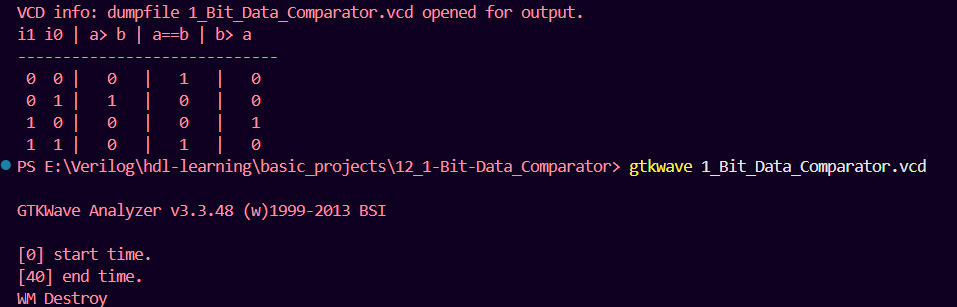 VCD info: dumpfile 1_Bit_Data_Comparator.vcd opened for output.
i1 i0 | a> b | a==b | b> a
-----------------------------
0 0 | 0 | 1 | 0
0 1 | 1 | 0 | 0
1 0 | 0 | 0 | 1
1 1 | 0 | 1 | 0
PS E:\Verilog\hdl-learning\basic_projects\12_1-Bit-Data_Comparator> gtkwave 1_Bit_Data_Comparator.vcd
GTKWave Analyzer v3.3.48 (w)1999-2013 BSI
[0] start time.
[40] end time.
WM Destroy